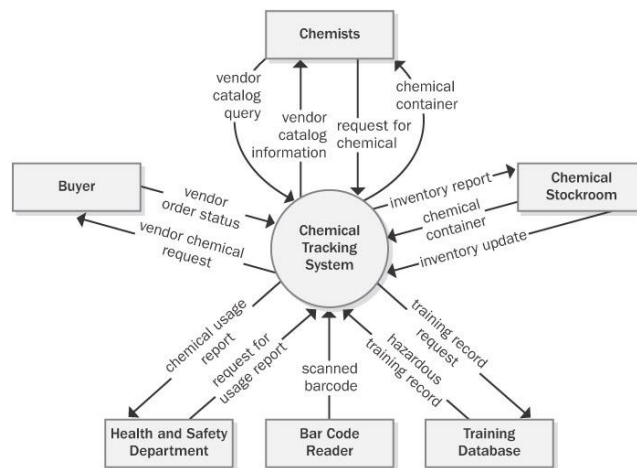 Chemists
vendor
catalog
query
vendor
catalog
information
request for
chemical
chemical
container
Buyer
vendor
order status
vendor chemical
request
Chemical
Tracking
System
inventory report
chemical
container
inventory update
Chemical
Stockroom
chemical usage
report
request for
usage report
scanned
barcode
hazardous
training record
training record
request
Health and Safety
Department
Bar Code
Reader
Training
Database